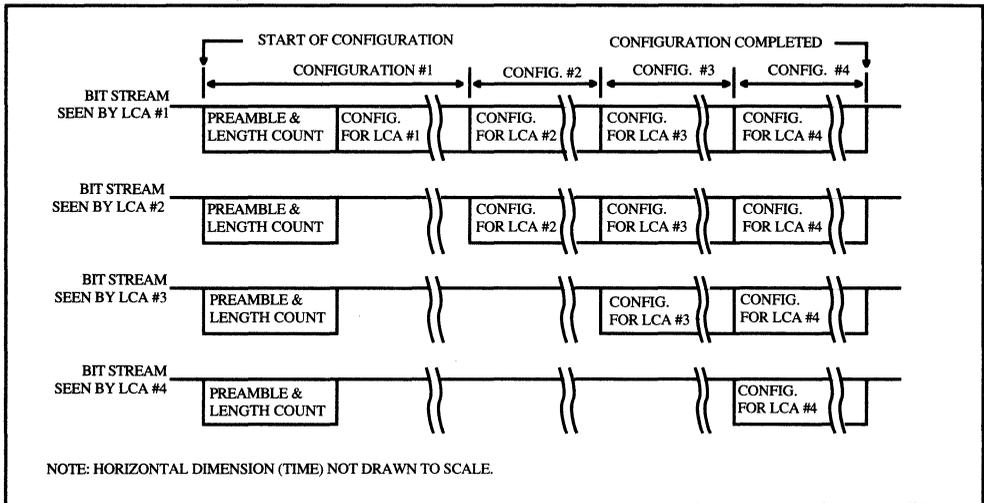 START OF CONFIGURATION
CONFIGURATION COMPLETED
CONFIGURATION #1
CONFIG. #2
CONFIG. #3
CONFIG. #4
BIT STREAM
SEEN BY LCA #1
PREAMBLE &
LENGTH COUNT
CONFIG.
FOR LCA #1
CONFIG.
FOR LCA #2
CONFIG.
FOR LCA #3
CONFIG.
FOR LCA #4
BIT STREAM
SEEN BY LCA #2
PREAMBLE &
LENGTH COUNT
CONFIG.
FOR LCA #2
CONFIG.
FOR LCA #3
CONFIG.
FOR LCA #4
BIT STREAM
SEEN BY LCA #3
PREAMBLE &
LENGTH COUNT
CONFIG.
FOR LCA #3
CONFIG.
FOR LCA #4
BIT STREAM
SEEN BY LCA #4
PREAMBLE &
LENGTH COUNT
CONFIG.
FOR LCA #4
NOTE: HORIZONTAL DIMENSION (TIME) NOT DRAWN TO SCALE.